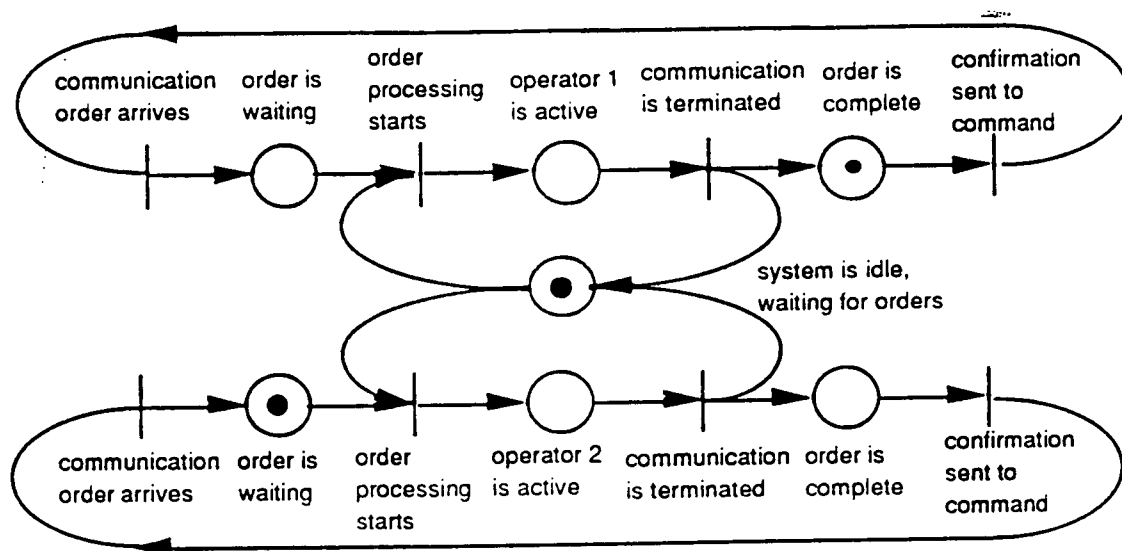 communication
order arrives
order is
waiting
order
processing
starts
operator 1
is active
communication
is terminated
order is
complete
confirmation
sent to
command
system is idle,
waiting for orders
communication
order arrives
order is
waiting
order
processing
starts
operator 2
is active
communication
is terminated
order is
complete
confirmation
sent to
command